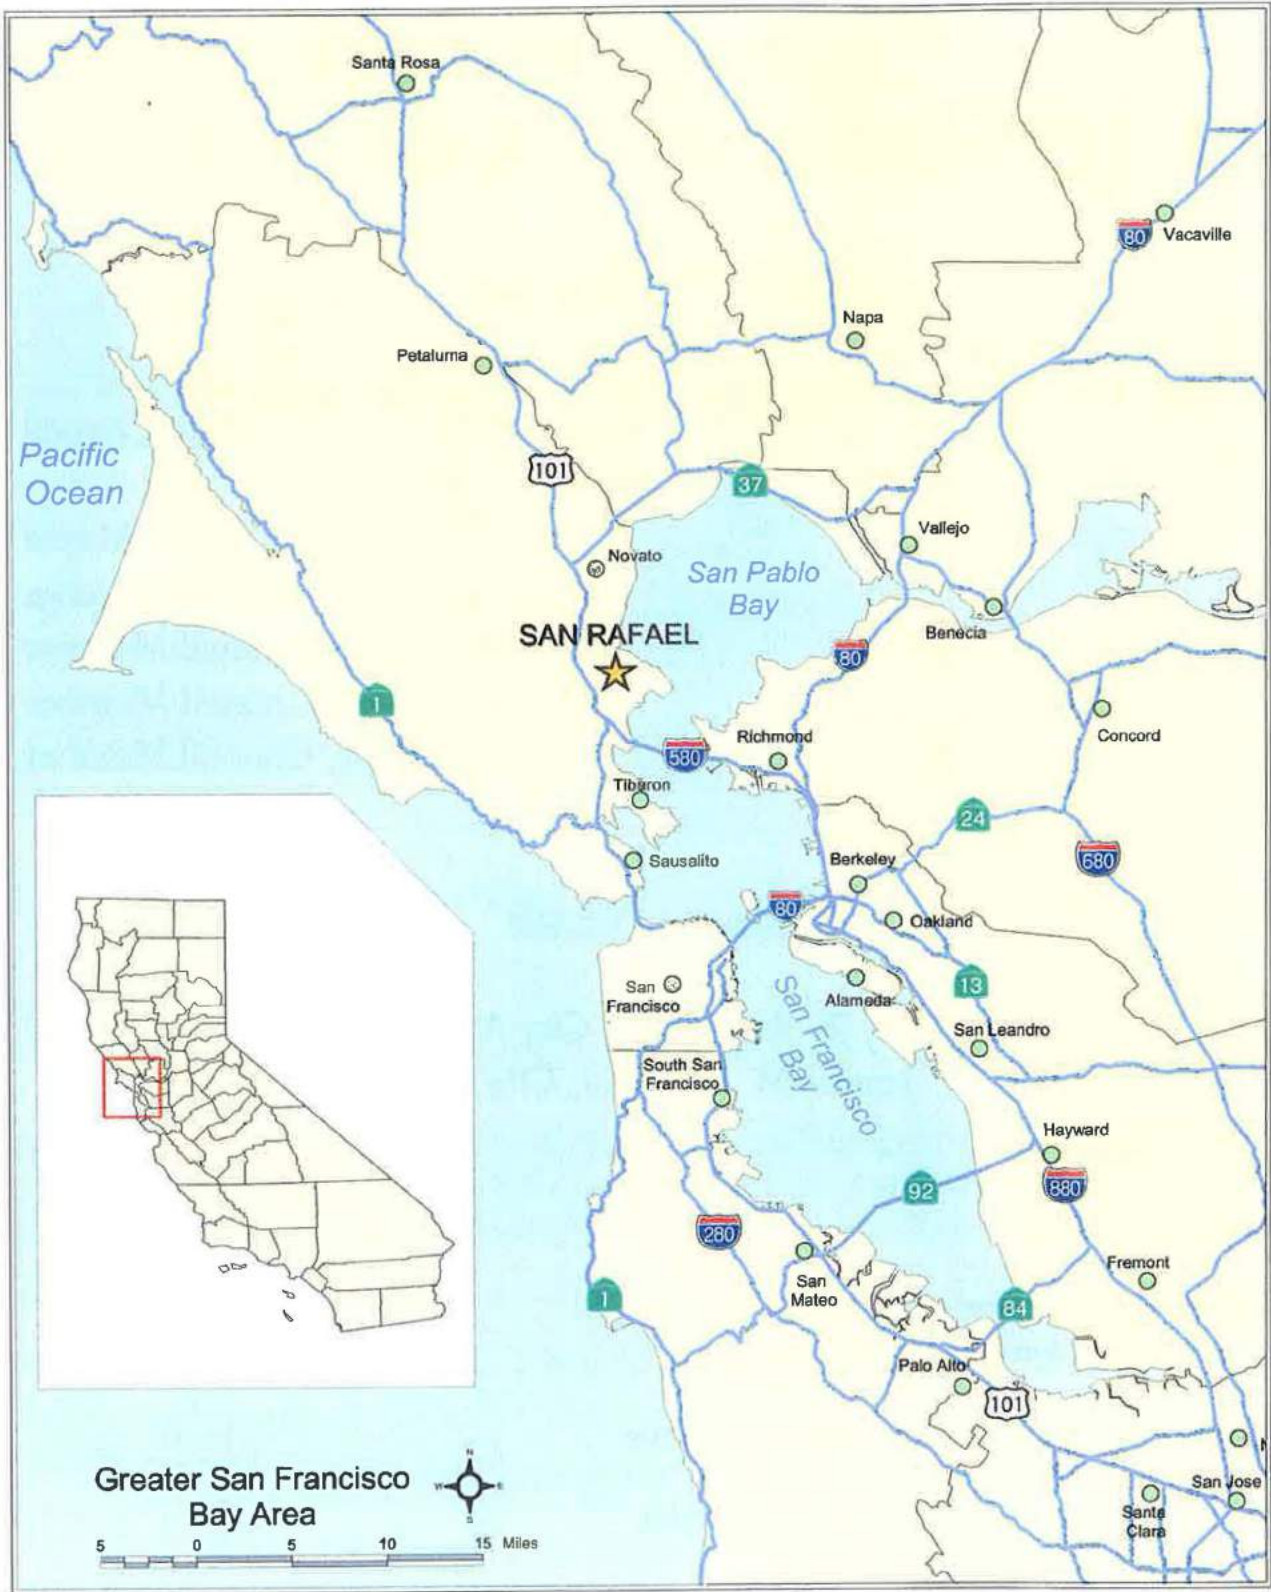 Santa Rosa
80
Vacaville
Napa
Petaluma
Pacific
Ocean
101
37
Vallejo
Novato
San Pablo
Bay
Benecia
SAN RAFAEL
80
1
Concord
Richmond
580
Tiburon
24
680
Berkeley
Sausalito
80
Oakland
San
Francisco
Alameda
13
San Francisco
Bay
San Leandro
South San
Francisco
Hayward
880
92
280
San
Mateo
Fremont
1
84
Palo Alto
101
Greater San Francisco
Bay Area
N
W
E
S
San Jose
Santa
Clara
5 0 5 10 15 Miles